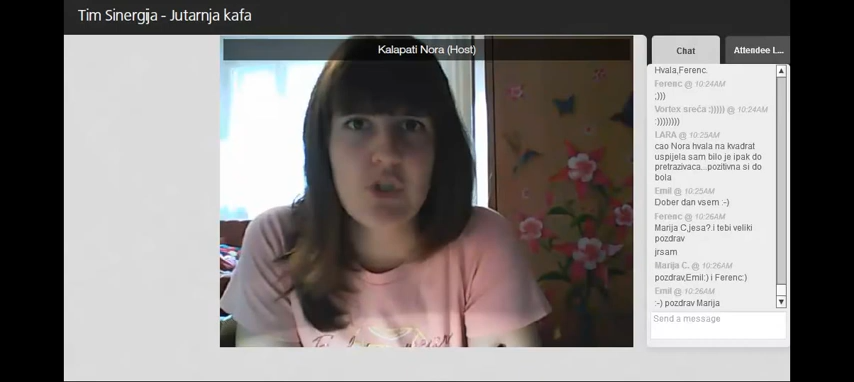 Tim Sinergija - Jutarnja kafa
Kalapati Nora (Host)
Chat
Attendee L...
Hvala,Ferenc.
Ferenc @ 10:24AM
;)))
Vortex sreća :))))) @ 10:24AM
:))))))))
LARA @ 10:25AM
cao Nora hvala na kvadrat
uspijela sam bilo je ipak do
pretrazivaca...pozitivna si do
bola
Emil @ 10:25AM
Dober dan vsem :-)
Ferenc @ 10:26AM
Marija C,jesa?.i tebi veliki
pozdrav
jrsam
Marija C. @ 10:26AM
pozdrav,Emil:) i Ferenc:)
Emil @ 10:26AM
:-) pozdrav Marija
Send a message